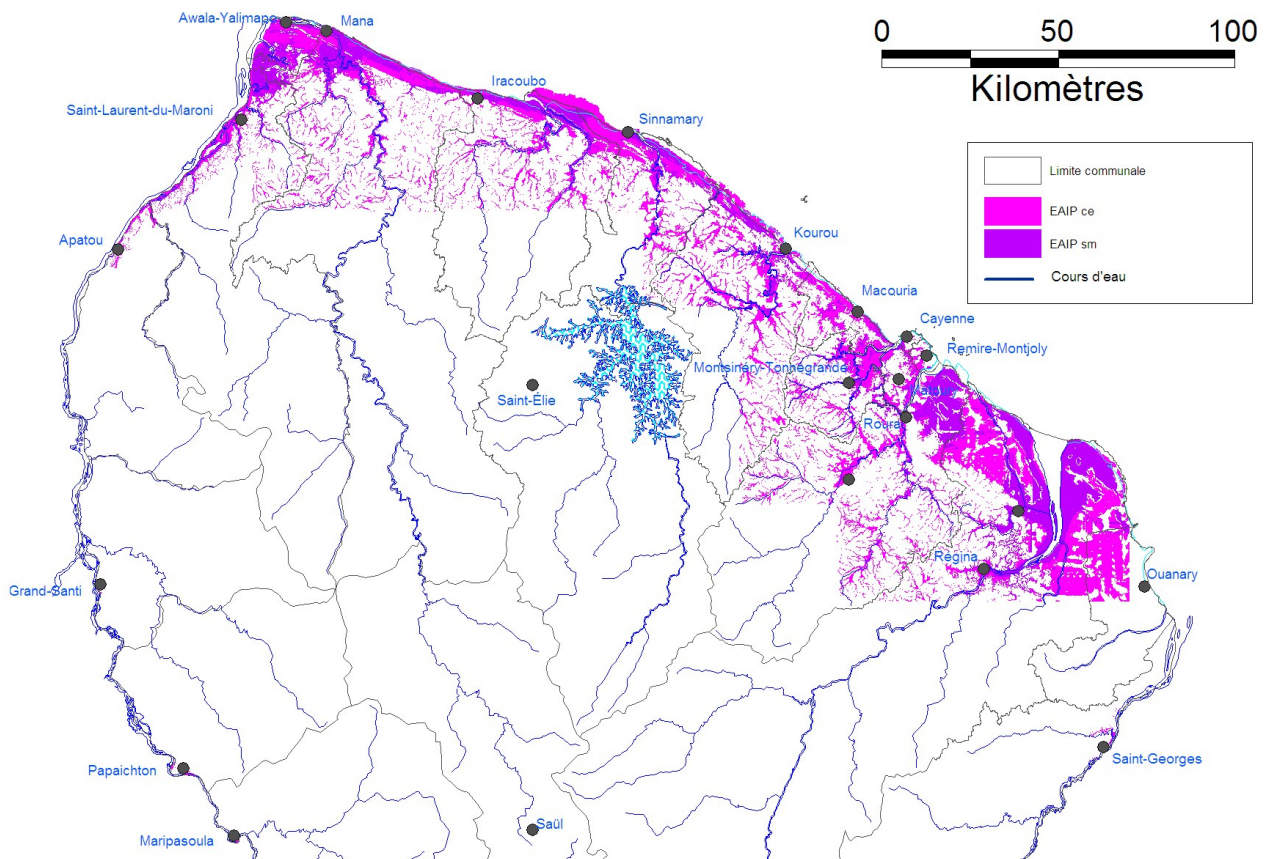 Awala-Yalimapo
Mana
0 50 100
Kilomètres
Iracoubo
Saint-Laurent-du-Maroni
Sinnamary
Limite communale
EAIP ce
EAIP sm
Cours d'eau
Apatou
Kourou
Macouria
Cayenne
Remire-Montjoly
Montsinéry-Tonnegrande
Saint-Élie
Roura
Régina
Ouanary
Grand-Santi
Saint-Georges
Papaichton
Saül
Maripasoula